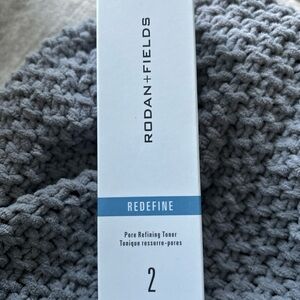 RODAN+FIELDS
REDEFINE
Pore Refining Toner
Tonique resserre-pores
2